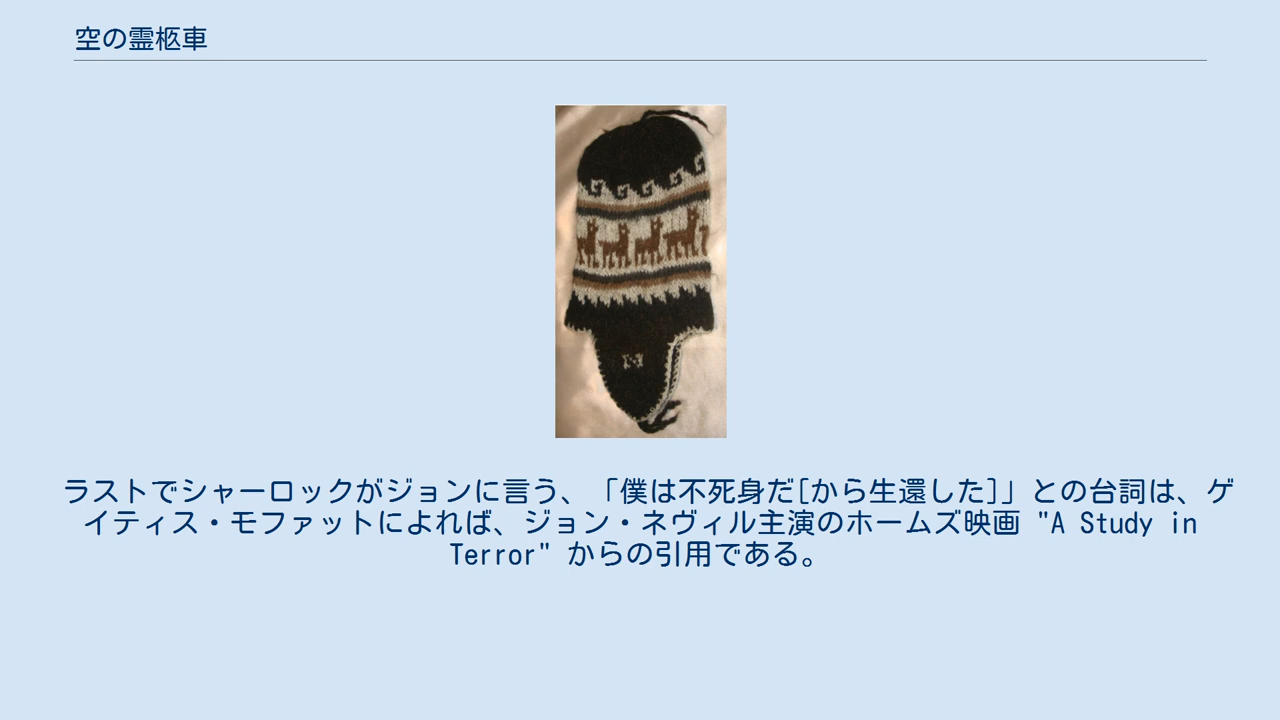 空の霊柩車
ラストでシャーロックがジョンに言う、「僕は不死身だ[から生還した]」との台詞は、ゲ
イティス・モファットによれば、ジョン・ネヴィル主演のホームズ映画 "A Study in
Terror" からの引用である。